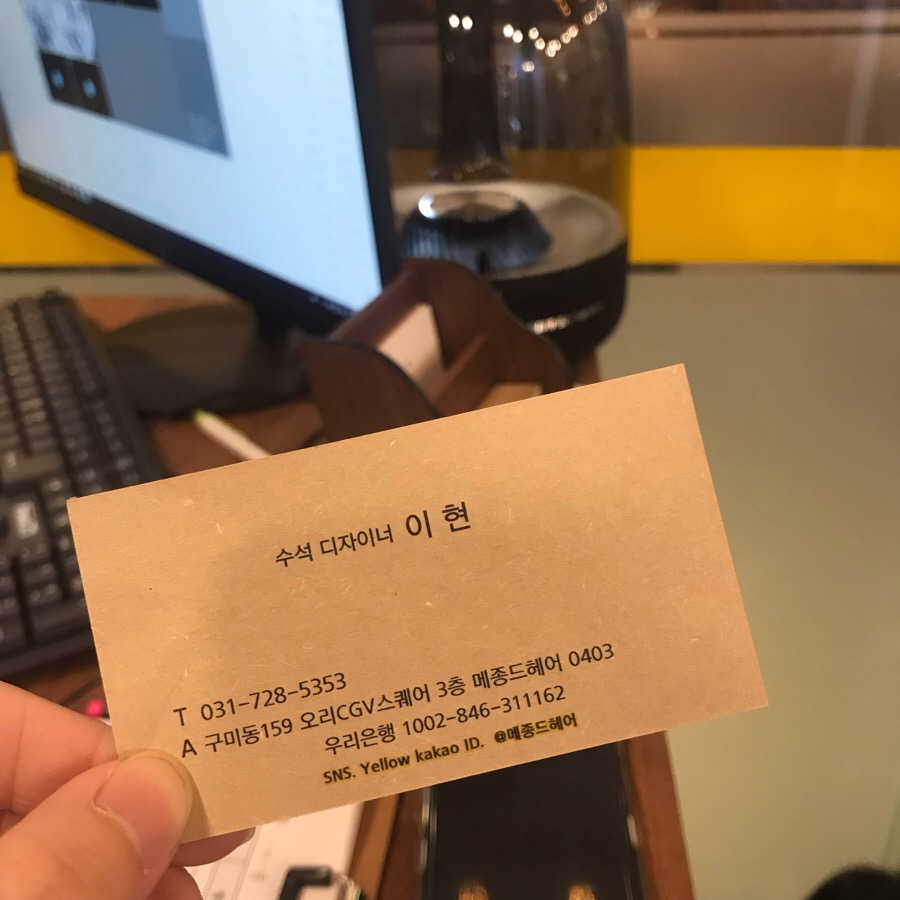 수석 디자이너 이 현
T 031-728-5353
A 구미동159 오리CGV스퀘어 3층 메종드헤어 0403
우리은행 1002-846-311162
SNS. Yellow kakao ID. @메종드헤어